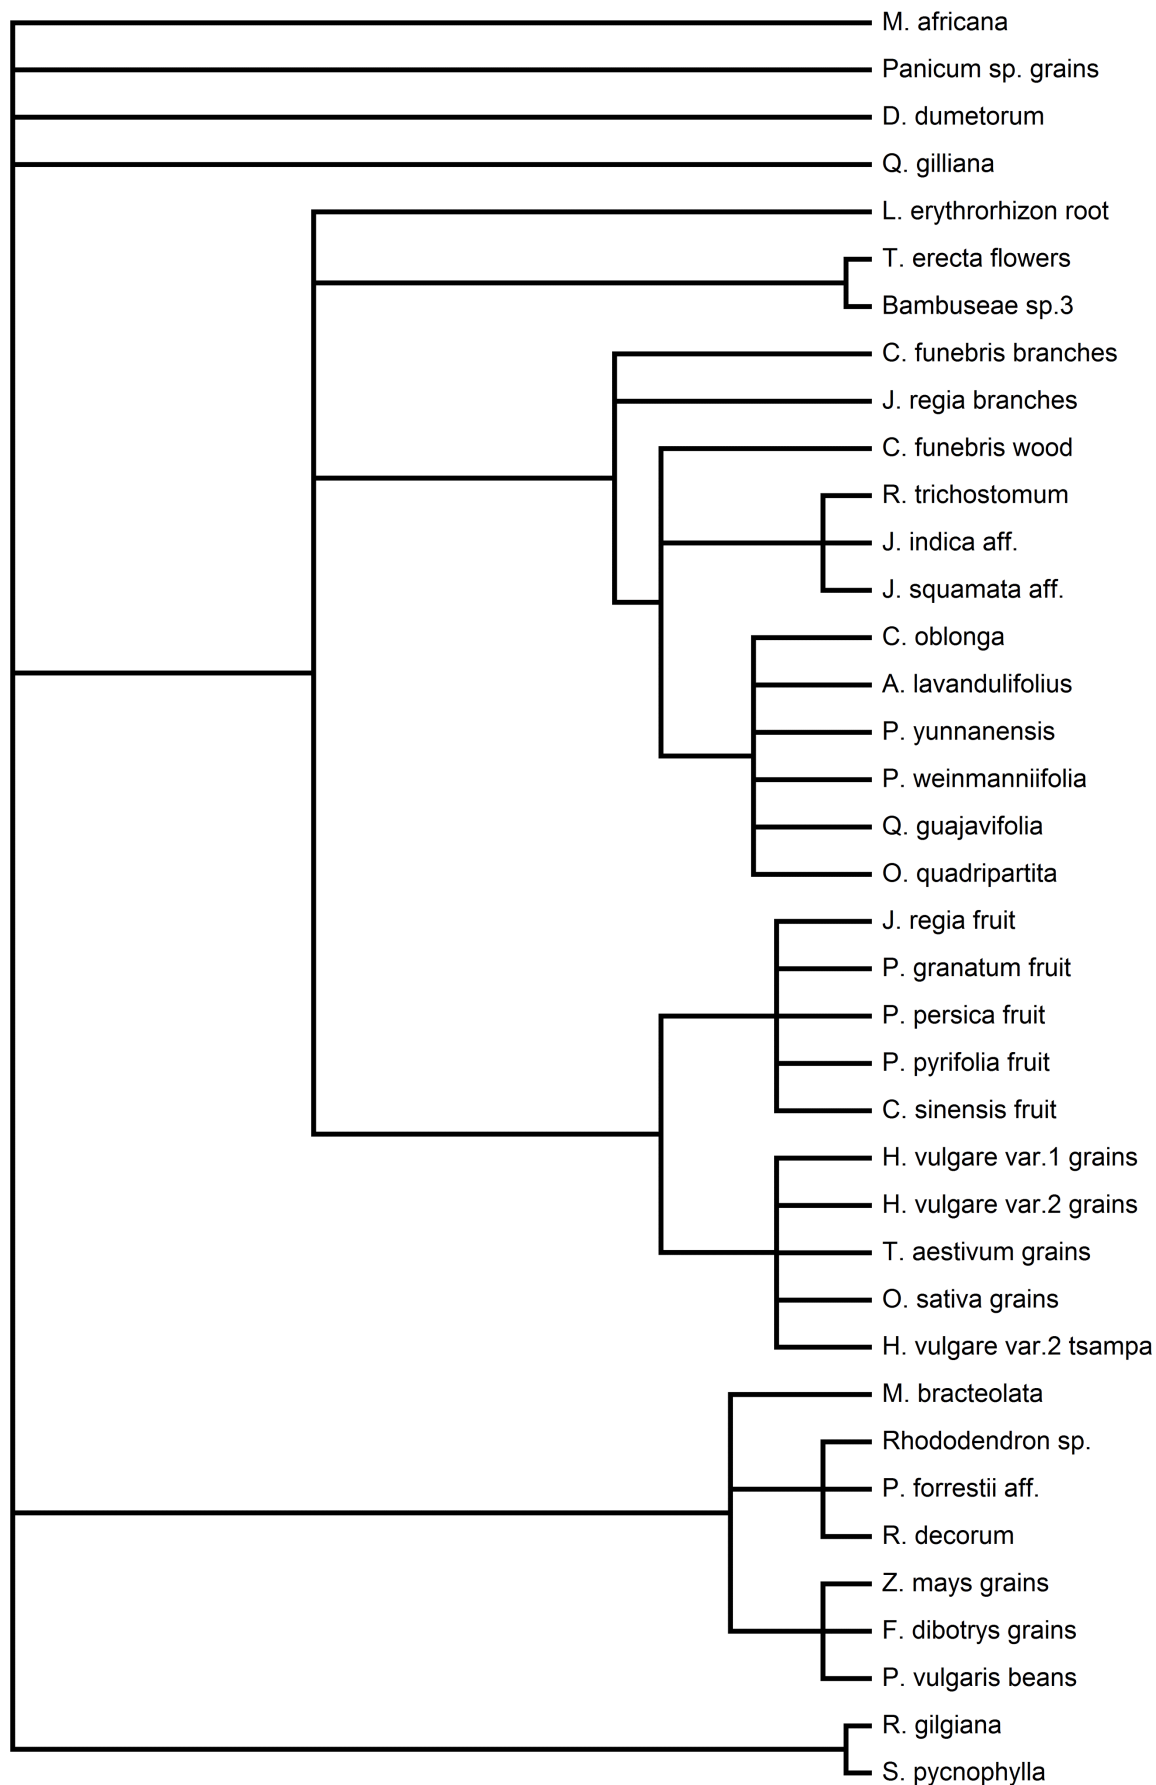 M. africana
Panicum sp. grains
D. dumetorum
Q. gilliana
L. erythrorhizon root
T. erecta flowers
Bambuseae sp.3
C. funebris branches
J. regia branches
C. funebris wood
R. trichostomum
J. indica aff.
J. squamata aff.
C. oblonga
A. lavandulifolius
P. yunnanensis
P. weinmanniifolia
Q. guajavifolia
O. quadripartita
J. regia fruit
P. granatum fruit
P. persica fruit
P. pyrifolia fruit
C. sinensis fruit
H. vulgare var.1 grains
H. vulgare var.2 grains
T. aestivum grains
O. sativa grains
H. vulgare var.2 tsampa
M. bracteolata
Rhododendron sp.
P. forrestii aff.
R. decorum
Z. mays grains
F. dibotrys grains
P. vulgaris beans
R. gilgiana
S. pycnophylla